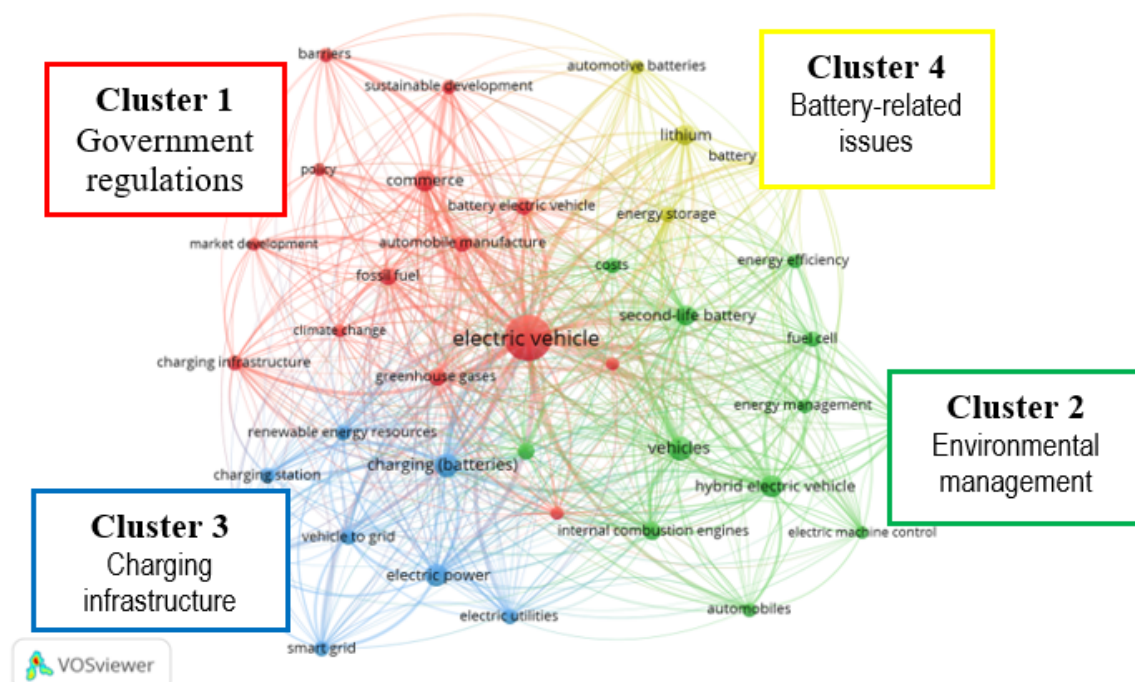 barriers
automotive batteries
sustainable development
Cluster 1
Government
regulations
Cluster 4
Battery-related
issues
lithium
battery
policy
commerce
battery electric vehicle
energy storage
market development
automobile manufacture
fossil fuel
costs
energy efficiency
second-life battery
climate change
electric vehicle
fuel cell
charging infrastructure
greenhouse gases
energy management
Cluster 2
Environmental
management
renewable energy resources
charging (batteries)
vehicles
charging station
hybrid electric vehicle
Cluster 3
Charging
infrastructure
vehicle to grid
internal combustion engines
electric machine control
electric power
electric utilities
automobiles
smart grid
VOSviewer